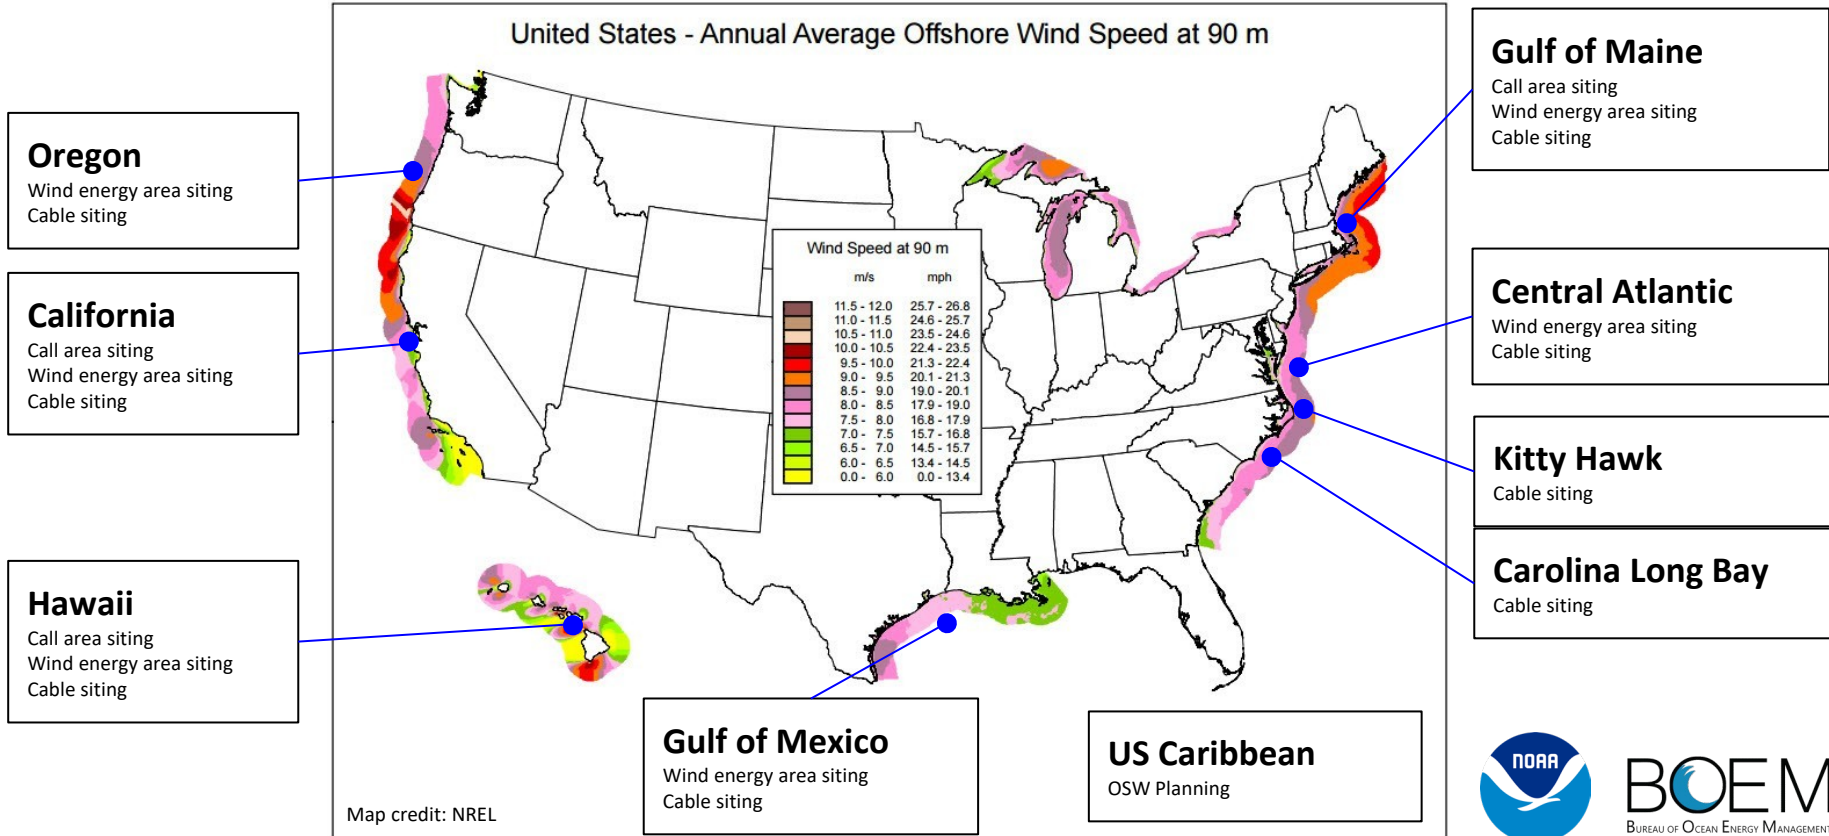 United States - Annual Average Offshore Wind Speed at 90 m
Oregon
Wind energy area siting
Cable siting
California
Call area siting
Wind energy area siting
Cable siting
Hawaii
Call area siting
Wind energy area siting
Cable siting
Wind Speed at 90 m
m/s mph
11.5 - 12.0 25.7 - 26.8
11.0 - 11.5 24.6 - 25.7
10.5 - 11.0 23.5 - 24.6
10.0 - 10.5 22.4 - 23.5
9.5 - 10.0 21.3 - 22.4
9.0 - 9.5 20.1 - 21.3
8.5 - 9.0 19.0 - 20.1
8.0 - 8.5 17.9 - 19.0
7.5 - 8.0 16.8 - 17.9
7.0 - 7.5 15.7 - 16.8
6.5 - 7.0 14.5 - 15.7
6.0 - 6.5 13.4 - 14.5
0.0 - 6.0 0.0 - 13.4
Gulf of Maine
Call area siting
Wind energy area siting
Cable siting
Central Atlantic
Wind energy area siting
Cable siting
Kitty Hawk
Cable siting
Carolina Long Bay
Cable siting
Gulf of Mexico
Wind energy area siting
Cable siting
US Caribbean
OSW Planning
Map credit: NREL
NOAA
BOEM
BUREAU OF OCEAN ENERGY MANAGEMENT